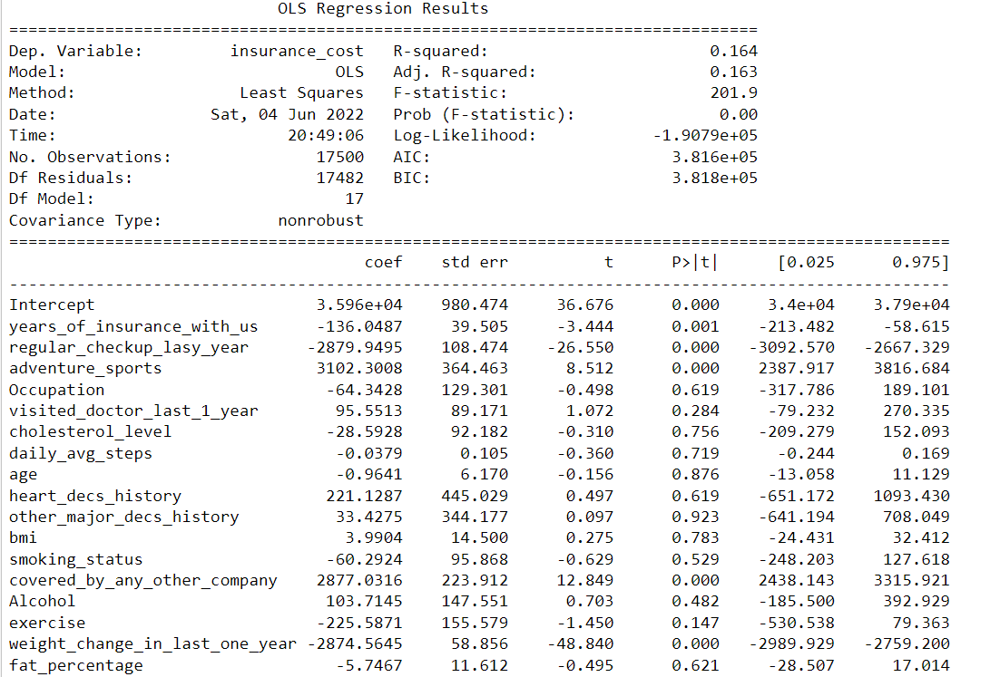 OLS Regression Results
==============================================================================
Dep. Variable: insurance_cost R-squared: 0.164
Model: OLS Adj. R-squared: 0.163
Method: Least Squares F-statistic: 201.9
Date: Sat, 04 Jun 2022 Prob (F-statistic): 0.00
Time: 20:49:06 Log-Likelihood: -1.9079e+05
No. Observations: 17500 AIC: 3.816e+05
Df Residuals: 17482 BIC: 3.818e+05
Df Model: 17
Covariance Type: nonrobust
==================================================================================================
coef std err t P>|t| [0.025 0.975]
--------------------------------------------------------------------------------------------------
Intercept 3.596e+04 980.474 36.676 0.000 3.4e+04 3.79e+04
years_of_insurance_with_us -136.0487 39.505 -3.444 0.001 -213.482 -58.615
regular_checkup_lasy_year -2879.9495 108.474 -26.550 0.000 -3092.570 -2667.329
adventure_sports 3102.3008 364.463 8.512 0.000 2387.917 3816.684
Occupation -64.3428 129.301 -0.498 0.619 -317.786 189.101
visited_doctor_last_1_year 95.5513 89.171 1.072 0.284 -79.232 270.335
cholesterol_level -28.5928 92.182 -0.310 0.756 -209.279 152.093
daily_avg_steps -0.0379 0.105 -0.360 0.719 -0.244 0.169
age -0.9641 6.170 -0.156 0.876 -13.058 11.129
heart_decs_history 221.1287 445.029 0.497 0.619 -651.172 1093.430
other_major_decs_history 33.4275 344.177 0.097 0.923 -641.194 708.049
bmi 3.9904 14.500 0.275 0.783 -24.431 32.412
smoking_status -60.2924 95.868 -0.629 0.529 -248.203 127.618
covered_by_any_other_company 2877.0316 223.912 12.849 0.000 2438.143 3315.921
Alcohol 103.7145 147.551 0.703 0.482 -185.500 392.929
exercise -225.5871 155.579 -1.450 0.147 -530.538 79.363
weight_change_in_last_one_year -2874.5645 58.856 -48.840 0.000 -2989.929 -2759.200
fat_percentage -5.7467 11.612 -0.495 0.621 -28.507 17.014